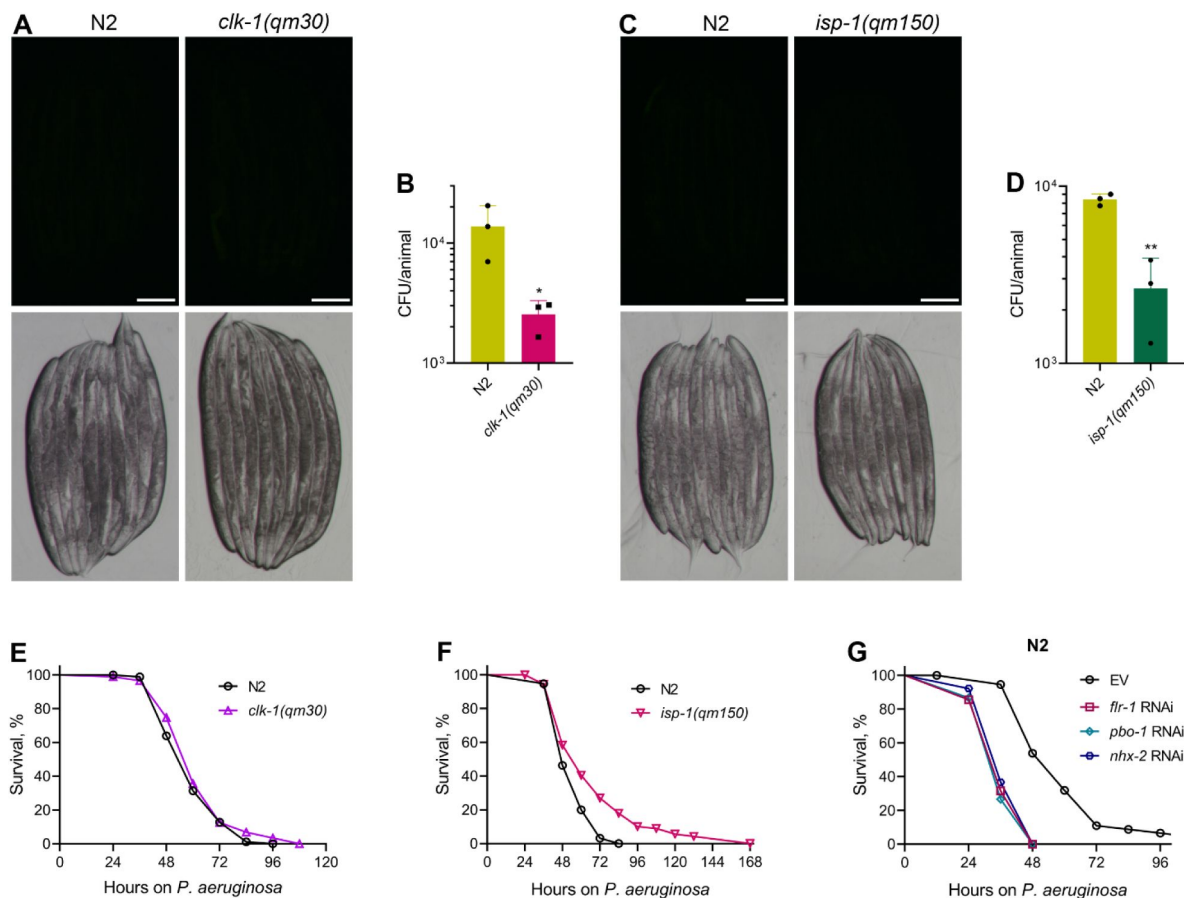 A
N2
clk-1(qm30)
B
CFU/animal
10⁴
10³
*
N2
clk-1(qm30)
C
N2
isp-1(qm150)
D
CFU/animal
10⁴
10³
**
N2
isp-1(qm150)
E
Survival, %
100
80
60
40
20
0
0 24 48 72 96 120
Hours on P. aeruginosa
N2
clk-1(qm30)
F
Survival, %
100
80
60
40
20
0
0 24 48 72 96 120 144 168
Hours on P. aeruginosa
N2
isp-1(qm150)
G
N2
Survival, %
100
80
60
40
20
0
0 24 48 72 96
Hours on P. aeruginosa
EV
flr-1 RNAi
pbo-1 RNAi
nhx-2 RNAi